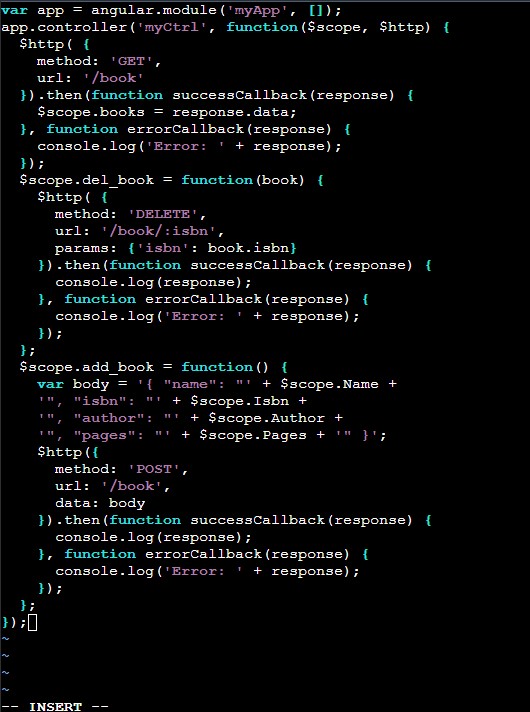 var app = angular.module('myApp', []);
app.controller('myCtrl', function($scope, $http) {
  $http( {
    method: 'GET',
    url: '/book'
  }).then(function successCallback(response) {
    $scope.books = response.data;
  }, function errorCallback(response) {
    console.log('Error: ' + response);
  });
  $scope.del_book = function(book) {
    $http( {
      method: 'DELETE',
      url: '/book/:isbn',
      params: {'isbn': book.isbn}
    }).then(function successCallback(response) {
      console.log(response);
    }, function errorCallback(response) {
      console.log('Error: ' + response);
    });
  };
  $scope.add_book = function() {
    var body = '{ "name": "' + $scope.Name +
    '", "isbn": "' + $scope.Isbn +
    '", "author": "' + $scope.Author +
    '", "pages": "' + $scope.Pages + '" }';
    $http({
      method: 'POST',
      url: '/book',
      data: body
    }).then(function successCallback(response) {
      console.log(response);
    }, function errorCallback(response) {
      console.log('Error: ' + response);
    });
  };
});
~
~
~
~
-- INSERT --